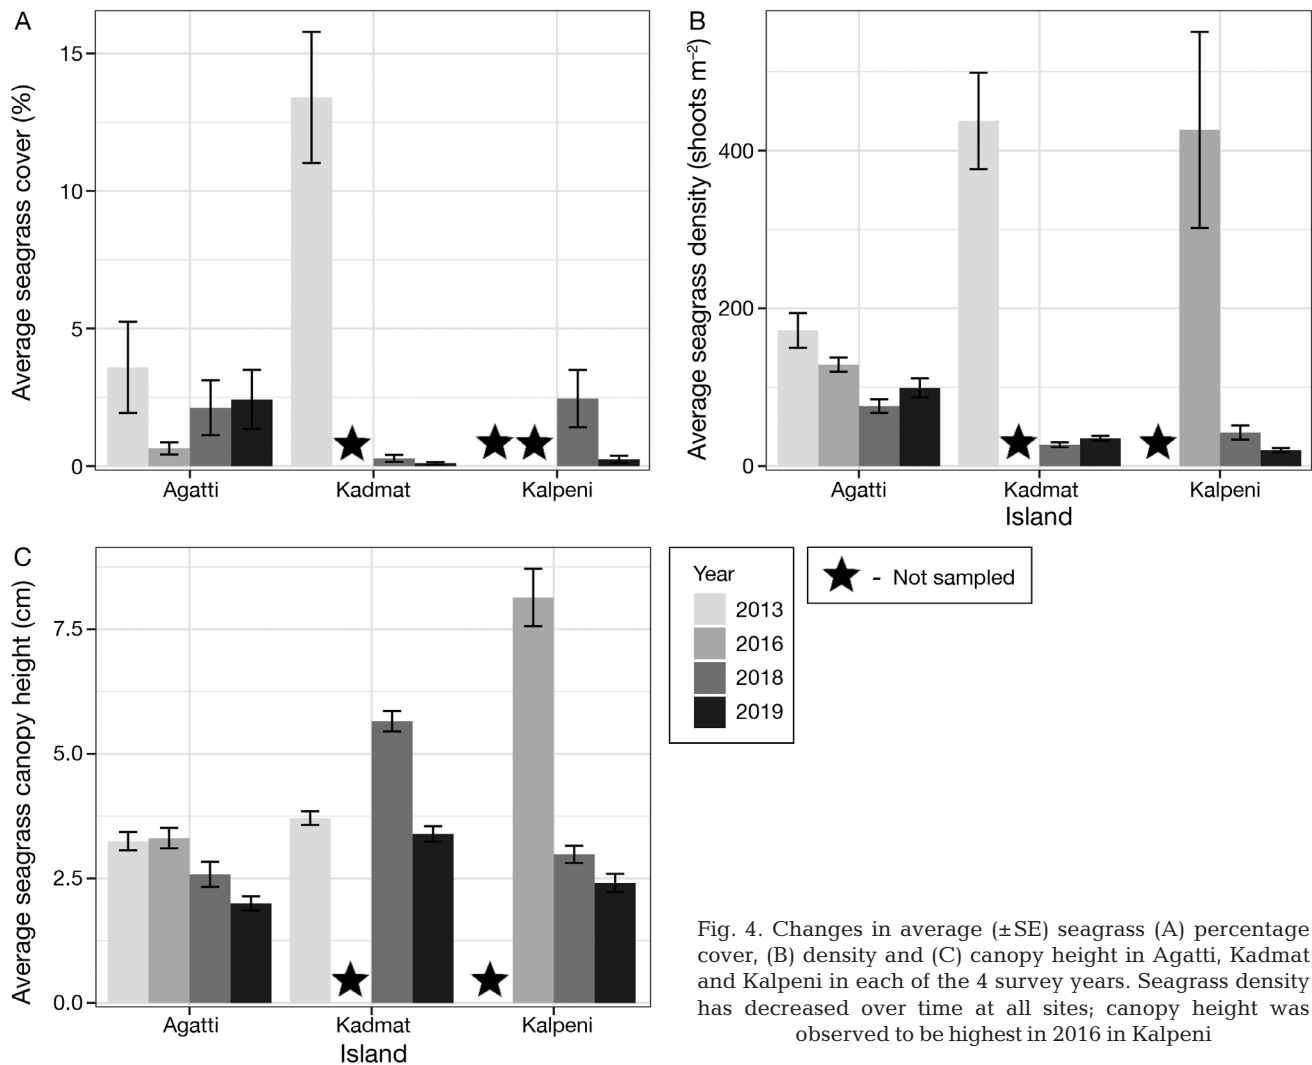 A
Average seagrass cover (%)
15
10
5
0
Agatti Kadmat Kalpeni
B
Average seagrass density (shoots m⁻²)
400
200
0
Agatti Kadmat Kalpeni
Island
C
Average seagrass canopy height (cm)
7.5
5.0
2.5
0.0
Agatti Kadmat Kalpeni
Island
Year
2013
2016
2018
2019
- Not sampled
Fig. 4. Changes in average (±SE) seagrass (A) percentage
cover, (B) density and (C) canopy height in Agatti, Kadmat
and Kalpeni in each of the 4 survey years. Seagrass density
has decreased over time at all sites; canopy height was
observed to be highest in 2016 in Kalpeni